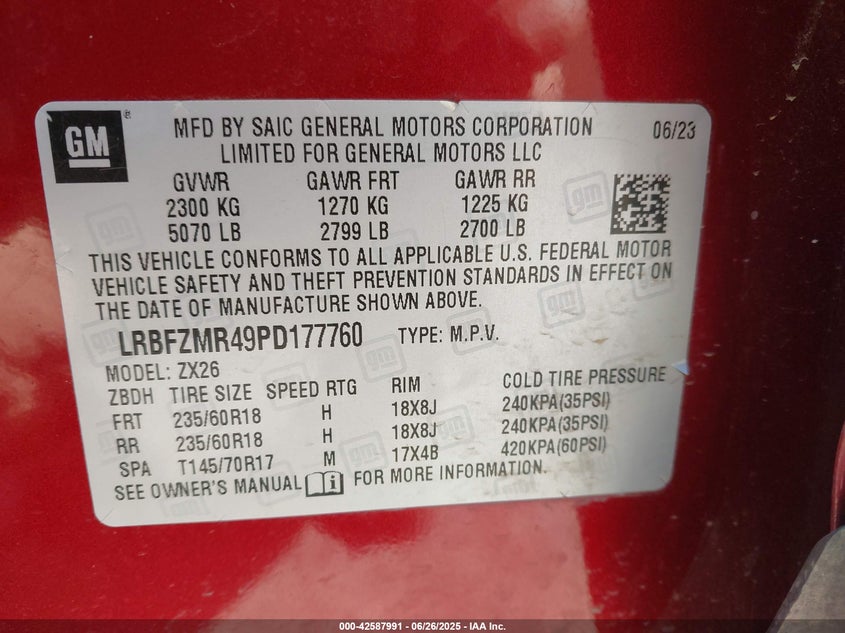 GM
MFD BY SAIC GENERAL MOTORS CORPORATION 06/23
LIMITED FOR GENERAL MOTORS LLC
GVWR GAWR FRT GAWR RR
2300 KG 1270 KG 1225 KG
5070 LB 2799 LB 2700 LB
THIS VEHICLE CONFORMS TO ALL APPLICABLE U.S. FEDERAL MOTOR
VEHICLE SAFETY AND THEFT PREVENTION STANDARDS IN EFFECT ON
THE DATE OF MANUFACTURE SHOWN ABOVE.
LRBFZMR49PD177760 TYPE: M.P.V.
MODEL: ZX26
ZBDH TIRE SIZE SPEED RTG RIM COLD TIRE PRESSURE
FRT 235/60R18 H 18X8J 240KPA(35PSI)
RR 235/60R18 H 18X8J 240KPA(35PSI)
SPA T145/70R17 M 17X4B 420KPA(60PSI)
SEE OWNER'S MANUAL FOR MORE INFORMATION.
000-42587991 - 06/26/2025 - IAA Inc.